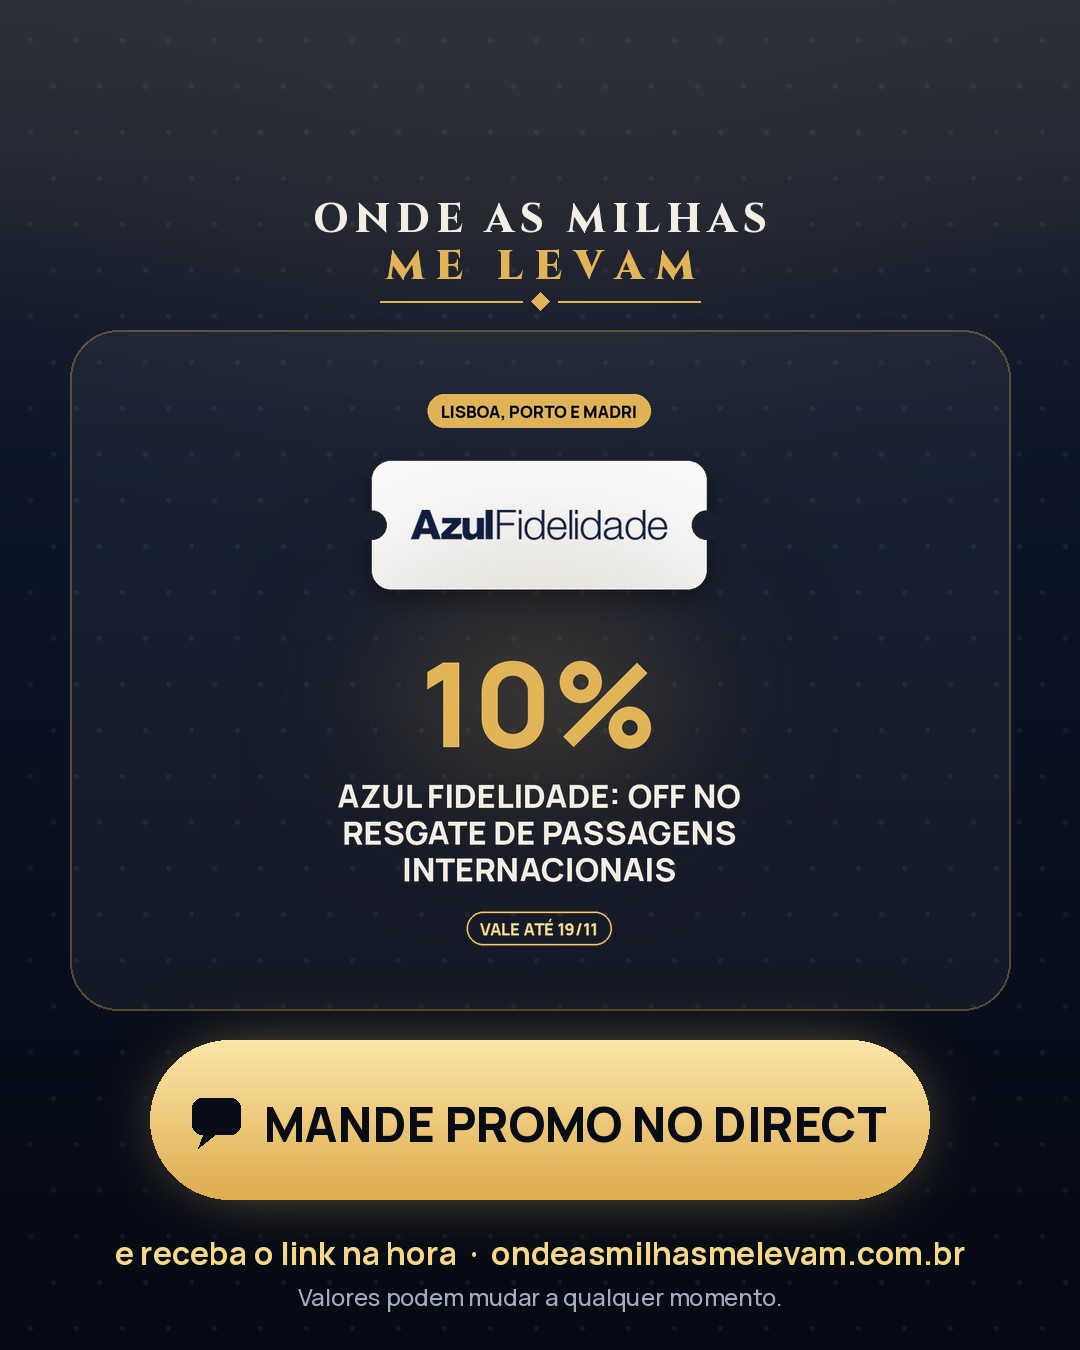 ONDE AS MILHAS
ME LEVAM
LISBOA, PORTO E MADRI
AzulFidelidade
10%
AZUL FIDELIDADE: OFF NO
RESGATE DE PASSAGENS
INTERNACIONAIS
VALE ATÉ 19/11
MANDE PROMO NO DIRECT
e receba o link na hora · ondeasmilhasmelevam.com.br
Valores podem mudar a qualquer momento.